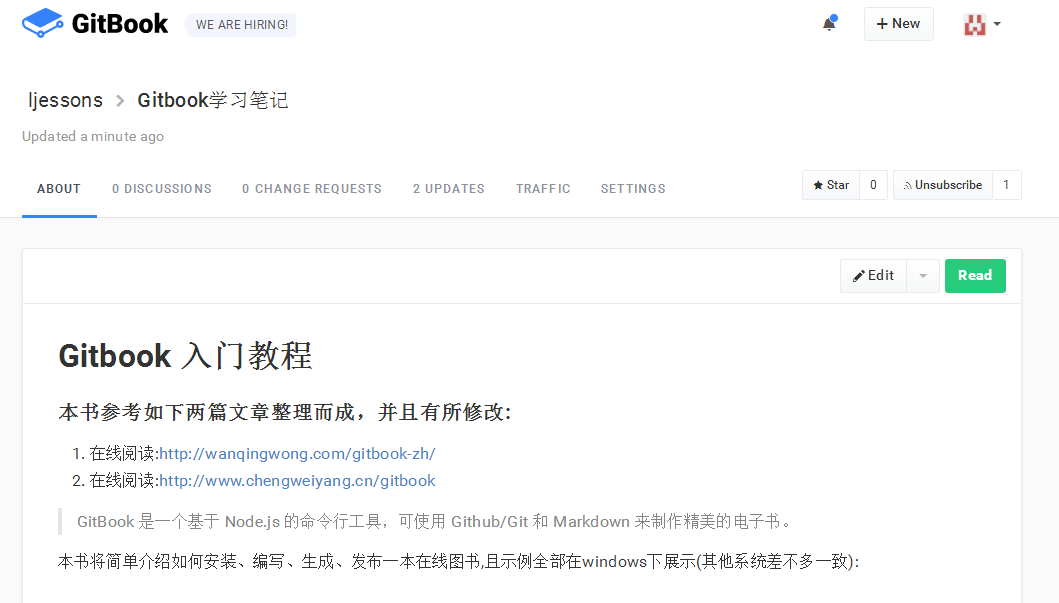 GitBook WE ARE HIRING! + New
ljessons > Gitbook学习笔记
Updated a minute ago
ABOUT 0 DISCUSSIONS 0 CHANGE REQUESTS 2 UPDATES TRAFFIC SETTINGS Star 0 Unsubscribe 1
Edit Read
Gitbook 入门教程
本书参考如下两篇文章整理而成，并且有所修改:
1. 在线阅读:http://wanqingwong.com/gitbook-zh/
2. 在线阅读:http://www.chengweiyang.cn/gitbook
GitBook 是一个基于 Node.js 的命令行工具，可使用 Github/Git 和 Markdown 来制作精美的电子书。
本书将简单介绍如何安装、编写、生成、发布一本在线图书,且示例全部在windows下展示(其他系统差不多一致):